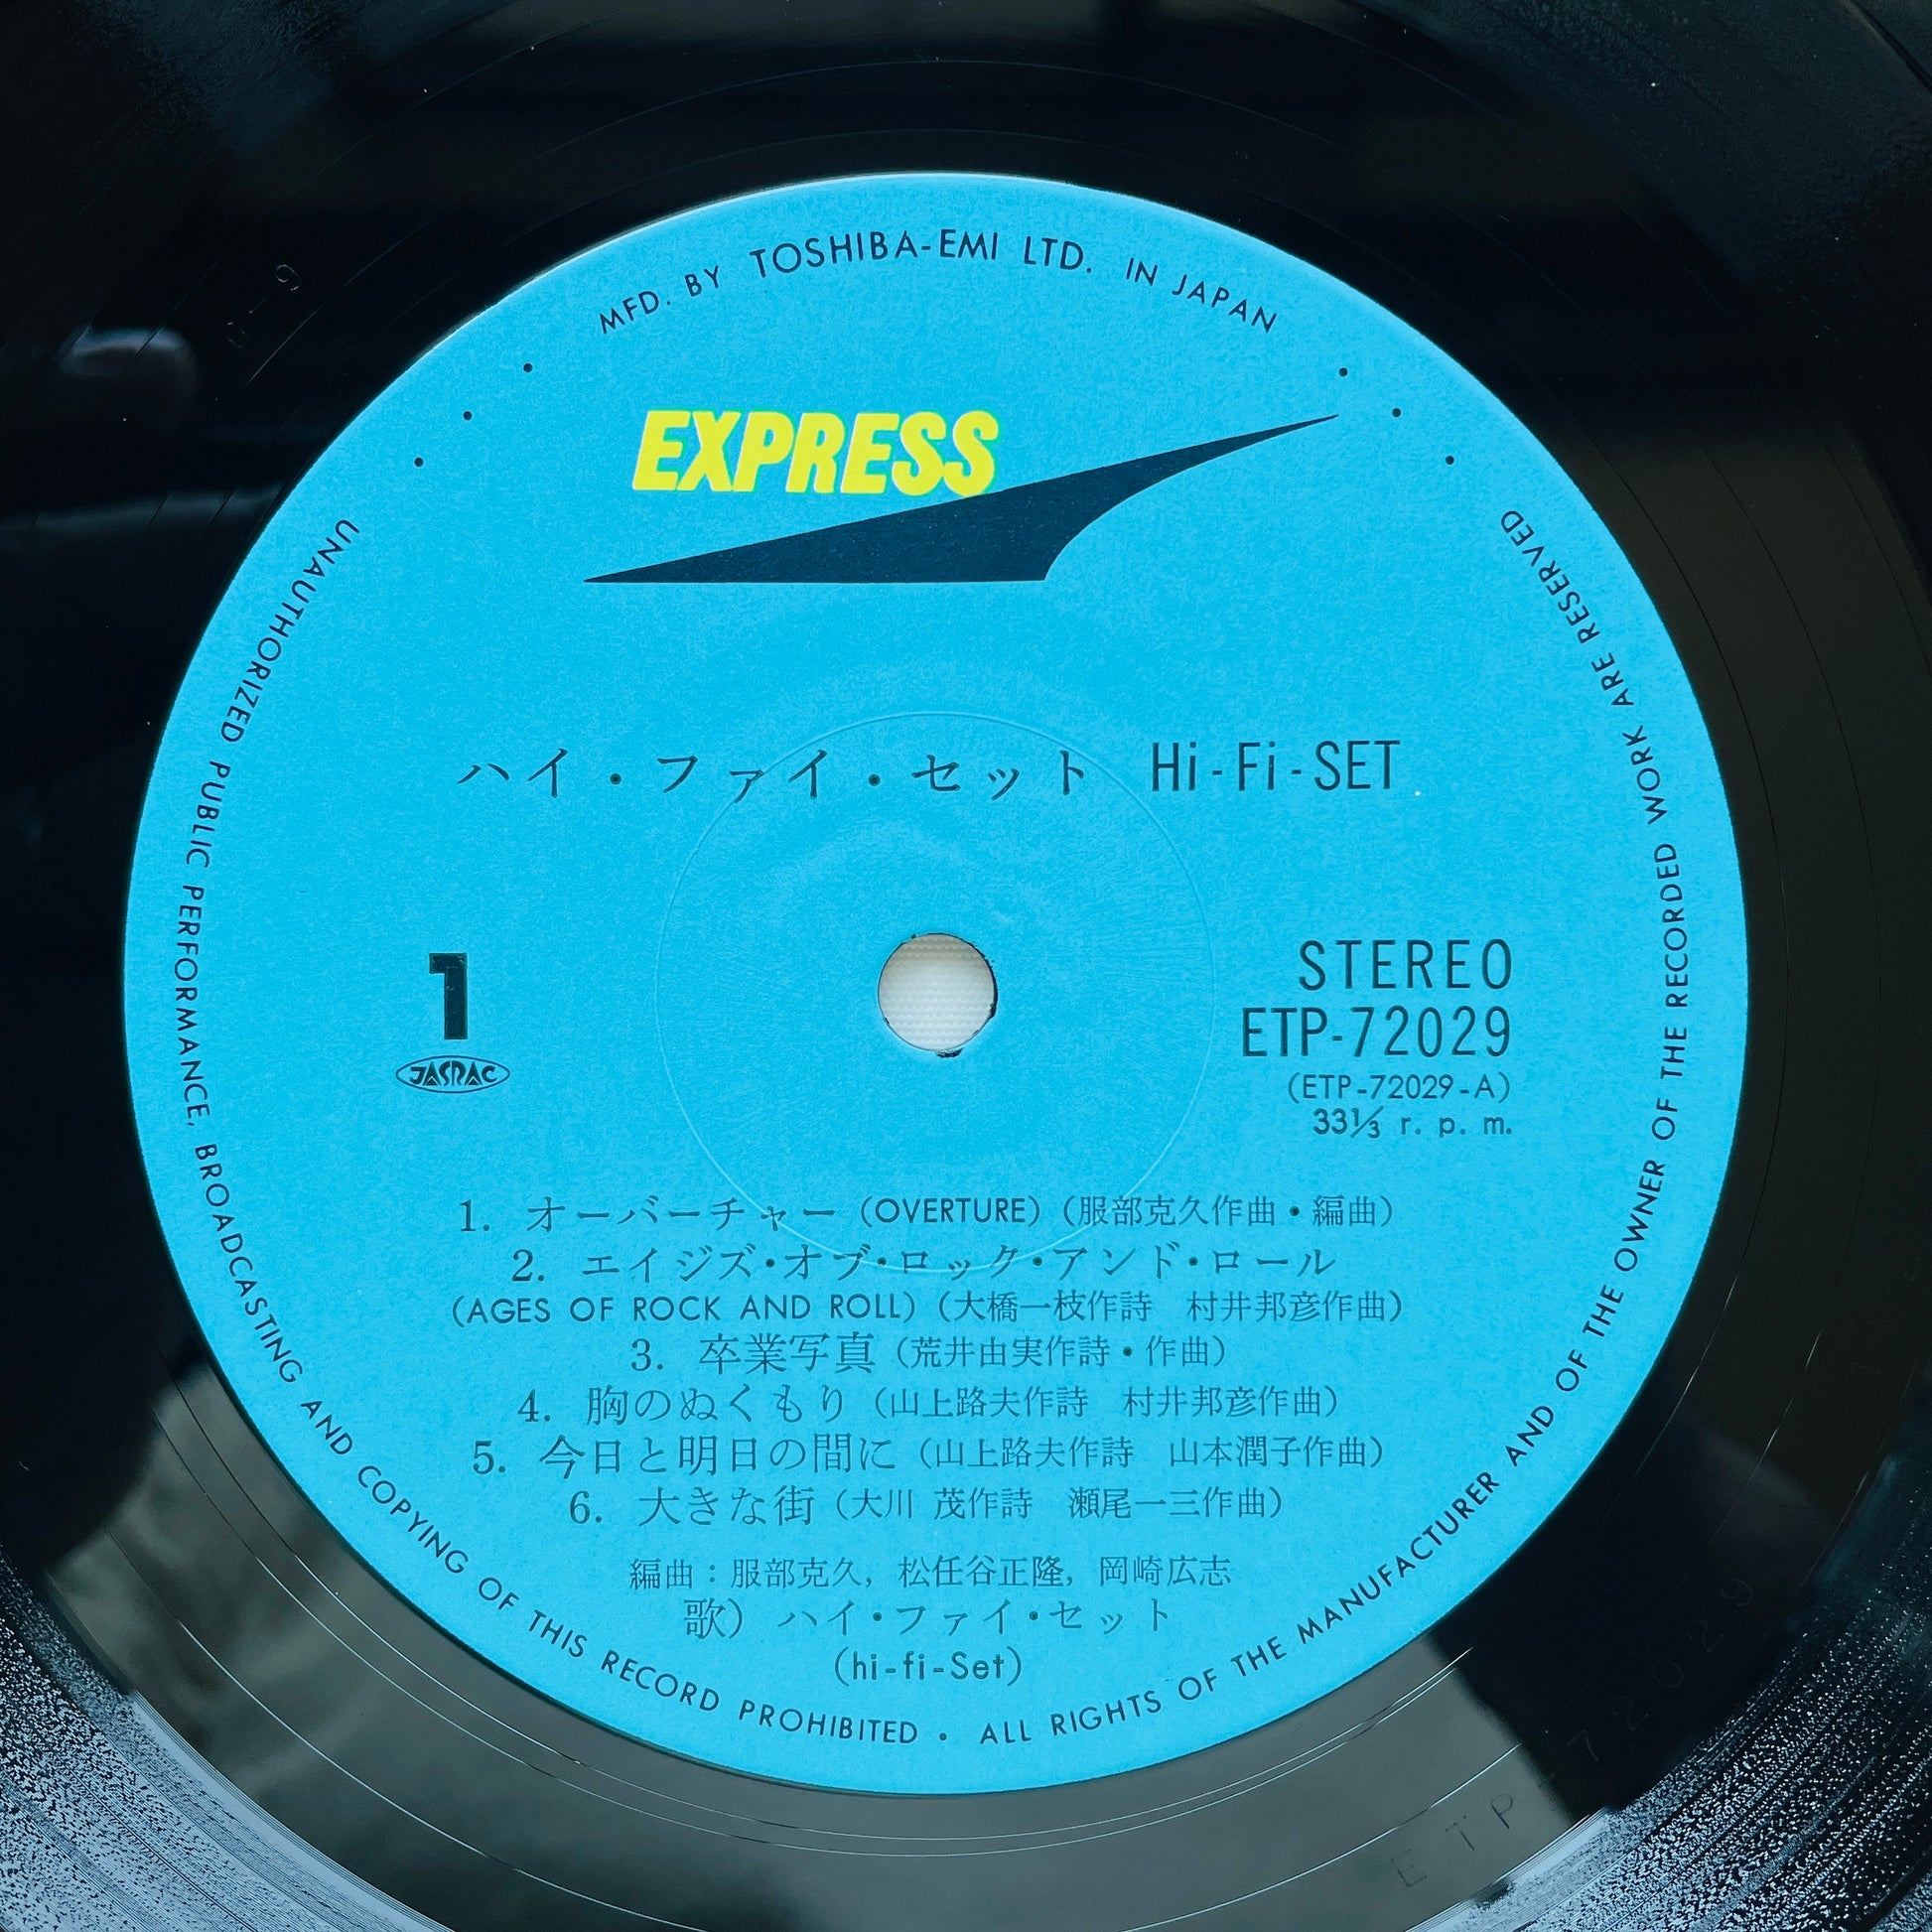 MFD. BY TOSHIBA-EMI LTD. IN JAPAN
EXPRESS
ハイ・ファイ・セット Hi-Fi-SET
1
JASRAC
STEREO
ETP-72029
(ETP-72029-A)
33⅓ r. p. m.
1. オーバーチャー (OVERTURE) (服部克久作曲・編曲)
2. エイジズ・オブ・ロック・アンド・ロール
(AGES OF ROCK AND ROLL) (大橋一枝作詩 村井邦彦作曲)
3. 卒業写真 (荒井由実作詩・作曲)
4. 胸のぬくもり (山上路夫作詩 村井邦彦作曲)
5. 今日と明日の間に (山上路夫作詩 山本潤子作曲)
6. 大きな街 (大川 茂作詩 瀬尾一三作曲)
編曲：服部克久, 松任谷正隆, 岡崎広志
歌) ハイ・ファイ・セット
(hi-fi-Set)
UNAUTHORIZED PUBLIC PERFORMANCE, BROADCASTING AND COPYING OF THIS RECORD PROHIBITED • ALL RIGHTS OF THE MANUFACTURER AND OF THE OWNER OF THE RECORDED WORK ARE RESERVED
ETP-72029